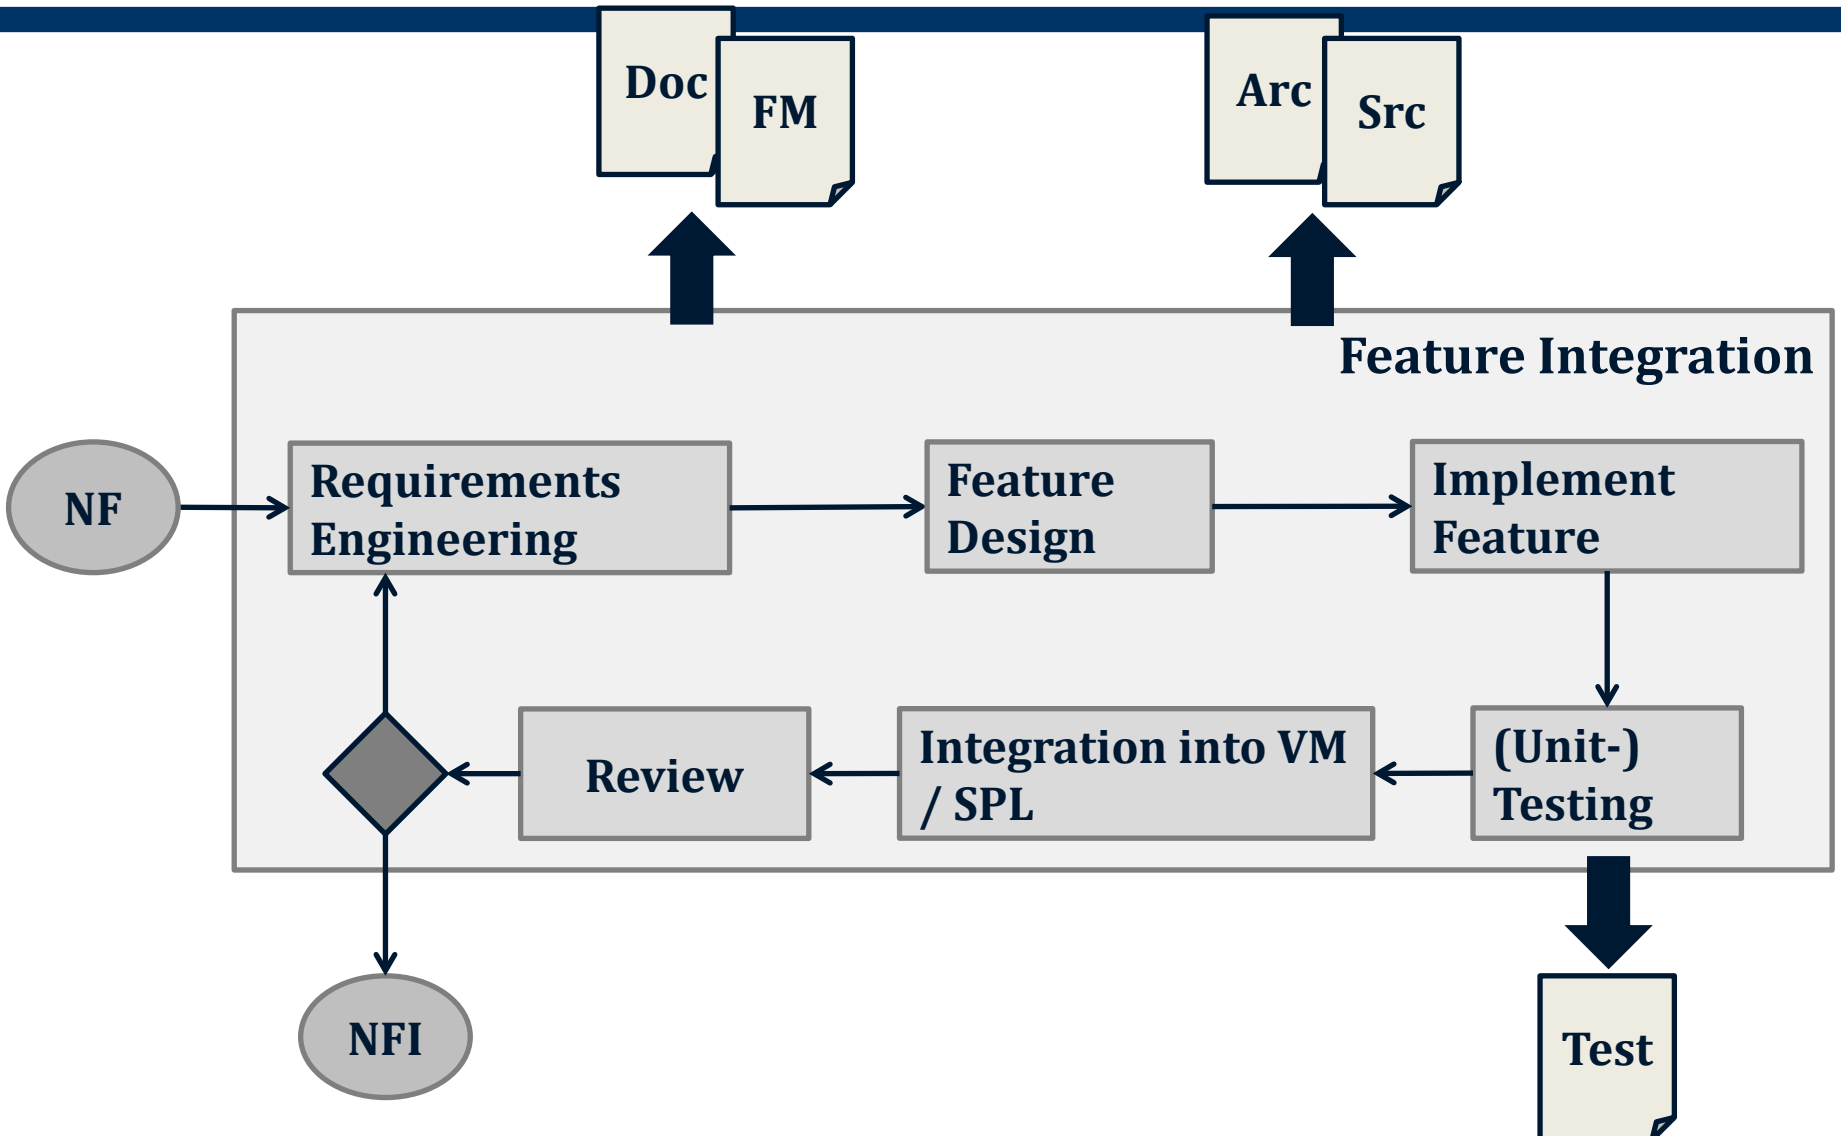 Doc
FM
Arc
Src
Feature Integration
NF
Requirements
Engineering
Feature
Design
Implement
Feature
Review
Integration into VM
/ SPL
(Unit-)
Testing
NFI
Test